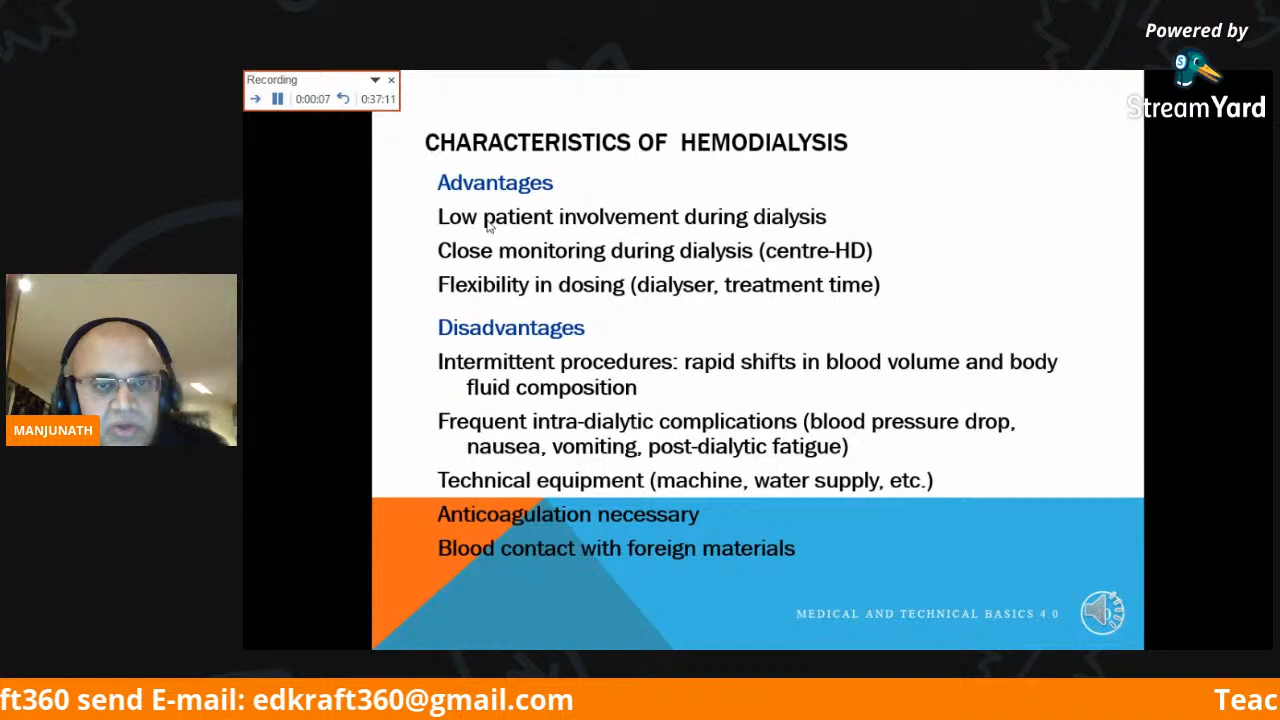 Powered by
StreamYard
Recording
0:00:07 0:37:11
CHARACTERISTICS OF HEMODIALYSIS
Advantages
Low patient involvement during dialysis
Close monitoring during dialysis (centre-HD)
Flexibility in dosing (dialyser, treatment time)
Disadvantages
Intermittent procedures: rapid shifts in blood volume and body
fluid composition
Frequent intra-dialytic complications (blood pressure drop,
nausea, vomiting, post-dialytic fatigue)
Technical equipment (machine, water supply, etc.)
Anticoagulation necessary
Blood contact with foreign materials
MANJUNATH
MEDICAL AND TECHNICAL BASICS 4.0
ft360 send E-mail: edkraft360@gmail.com Teac